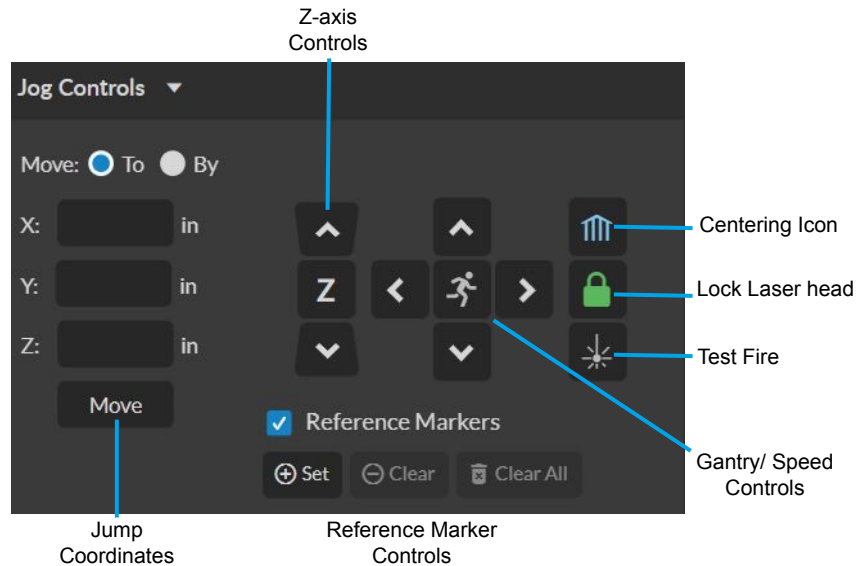 Z-axis
Controls
Jog Controls
Move: To By
X: in
Y: in
Z: in
Z
Move
Reference Markers
Set Clear Clear All
Centering Icon
Lock Laser head
Test Fire
Gantry/ Speed
Controls
Jump
Coordinates
Reference Marker
Controls